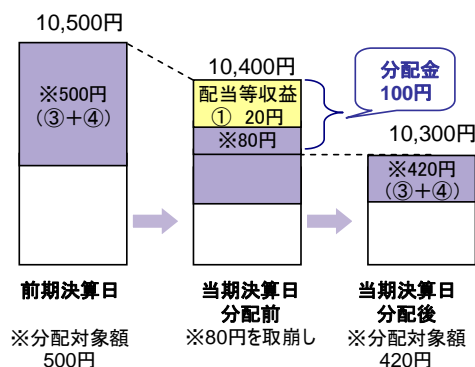 10,500円
※500円
(③+④)
10,400円
配当等収益
① 20円
※80円
分配金
100円
10,300円
※420円
(③+④)
前期決算日
※分配対象額
500円
当期決算日
分配前
※80円を取崩し
当期決算日
分配後
※分配対象額
420円